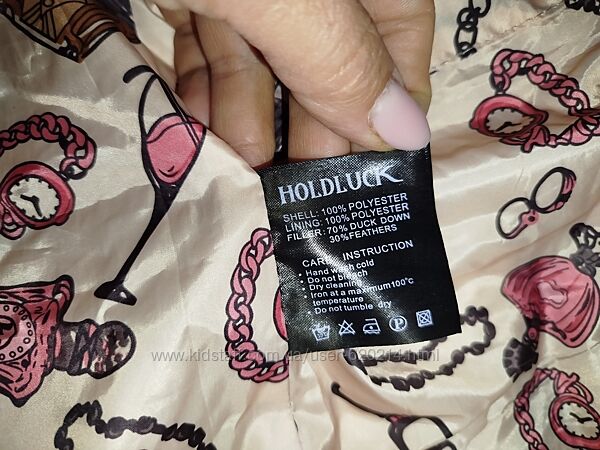 HOLDLUCK
SHELL: 100% POLYESTER
LINING: 100% POLYESTER
FILLER: 70% DUCK DOWN
30%FEATHERS
CARE INSTRUCTION
• Hand wash cold
• Do not bleach
• Dry cleaning
• Iron at a maximum100°c
temperature
• Do not tumble dry
P